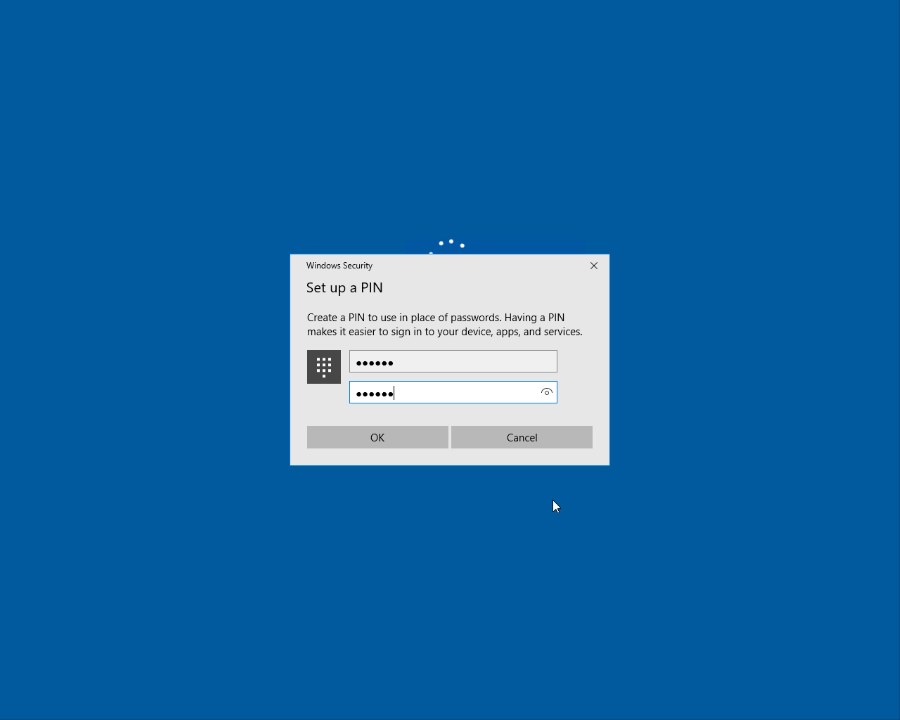 Windows Security
Set up a PIN
Create a PIN to use in place of passwords. Having a PIN
makes it easier to sign in to your device, apps, and services.
●●●●●●
●●●●●●
OK
Cancel